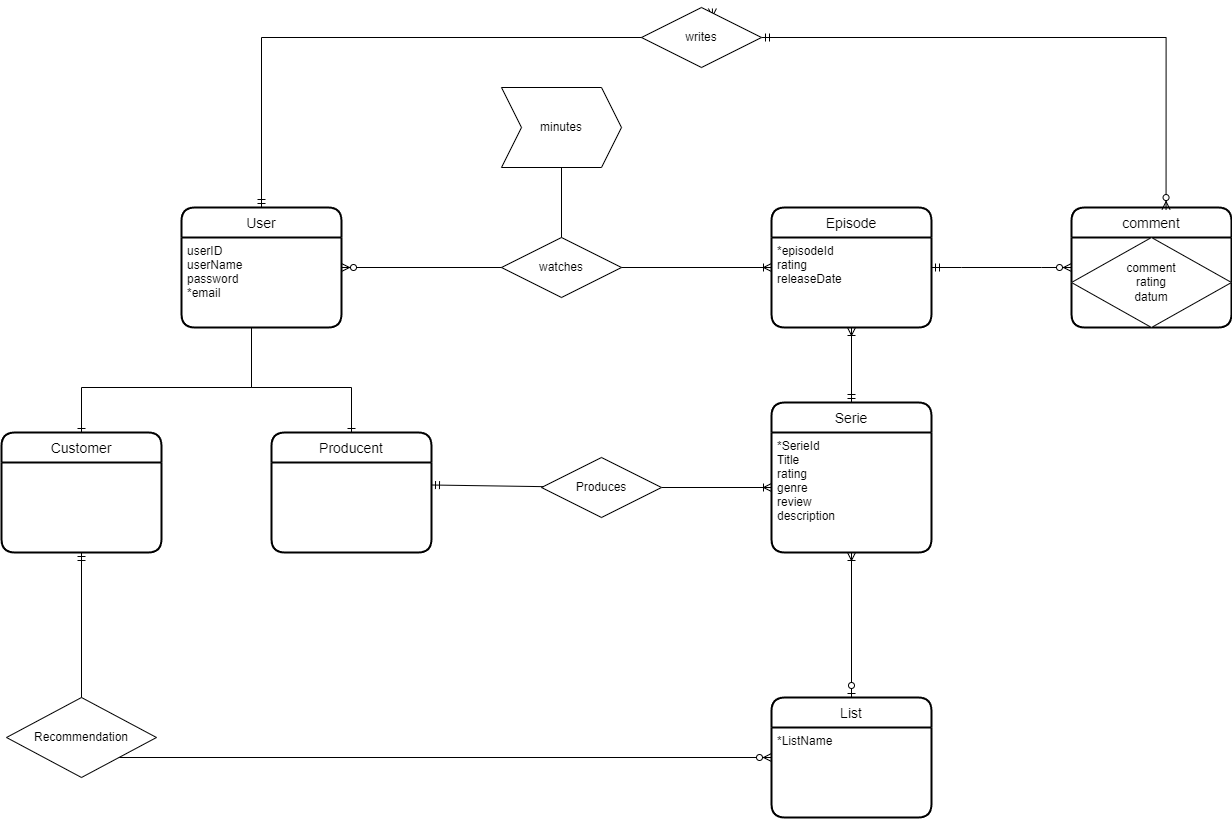 writes
minutes
User
userID
userName
password
*email
watches
Episode
*episodeId
rating
releaseDate
comment
comment
rating
datum
Customer
Producent
Produces
Serie
*SerieId
Title
rating
genre
review
description
Recommendation
List
*ListName